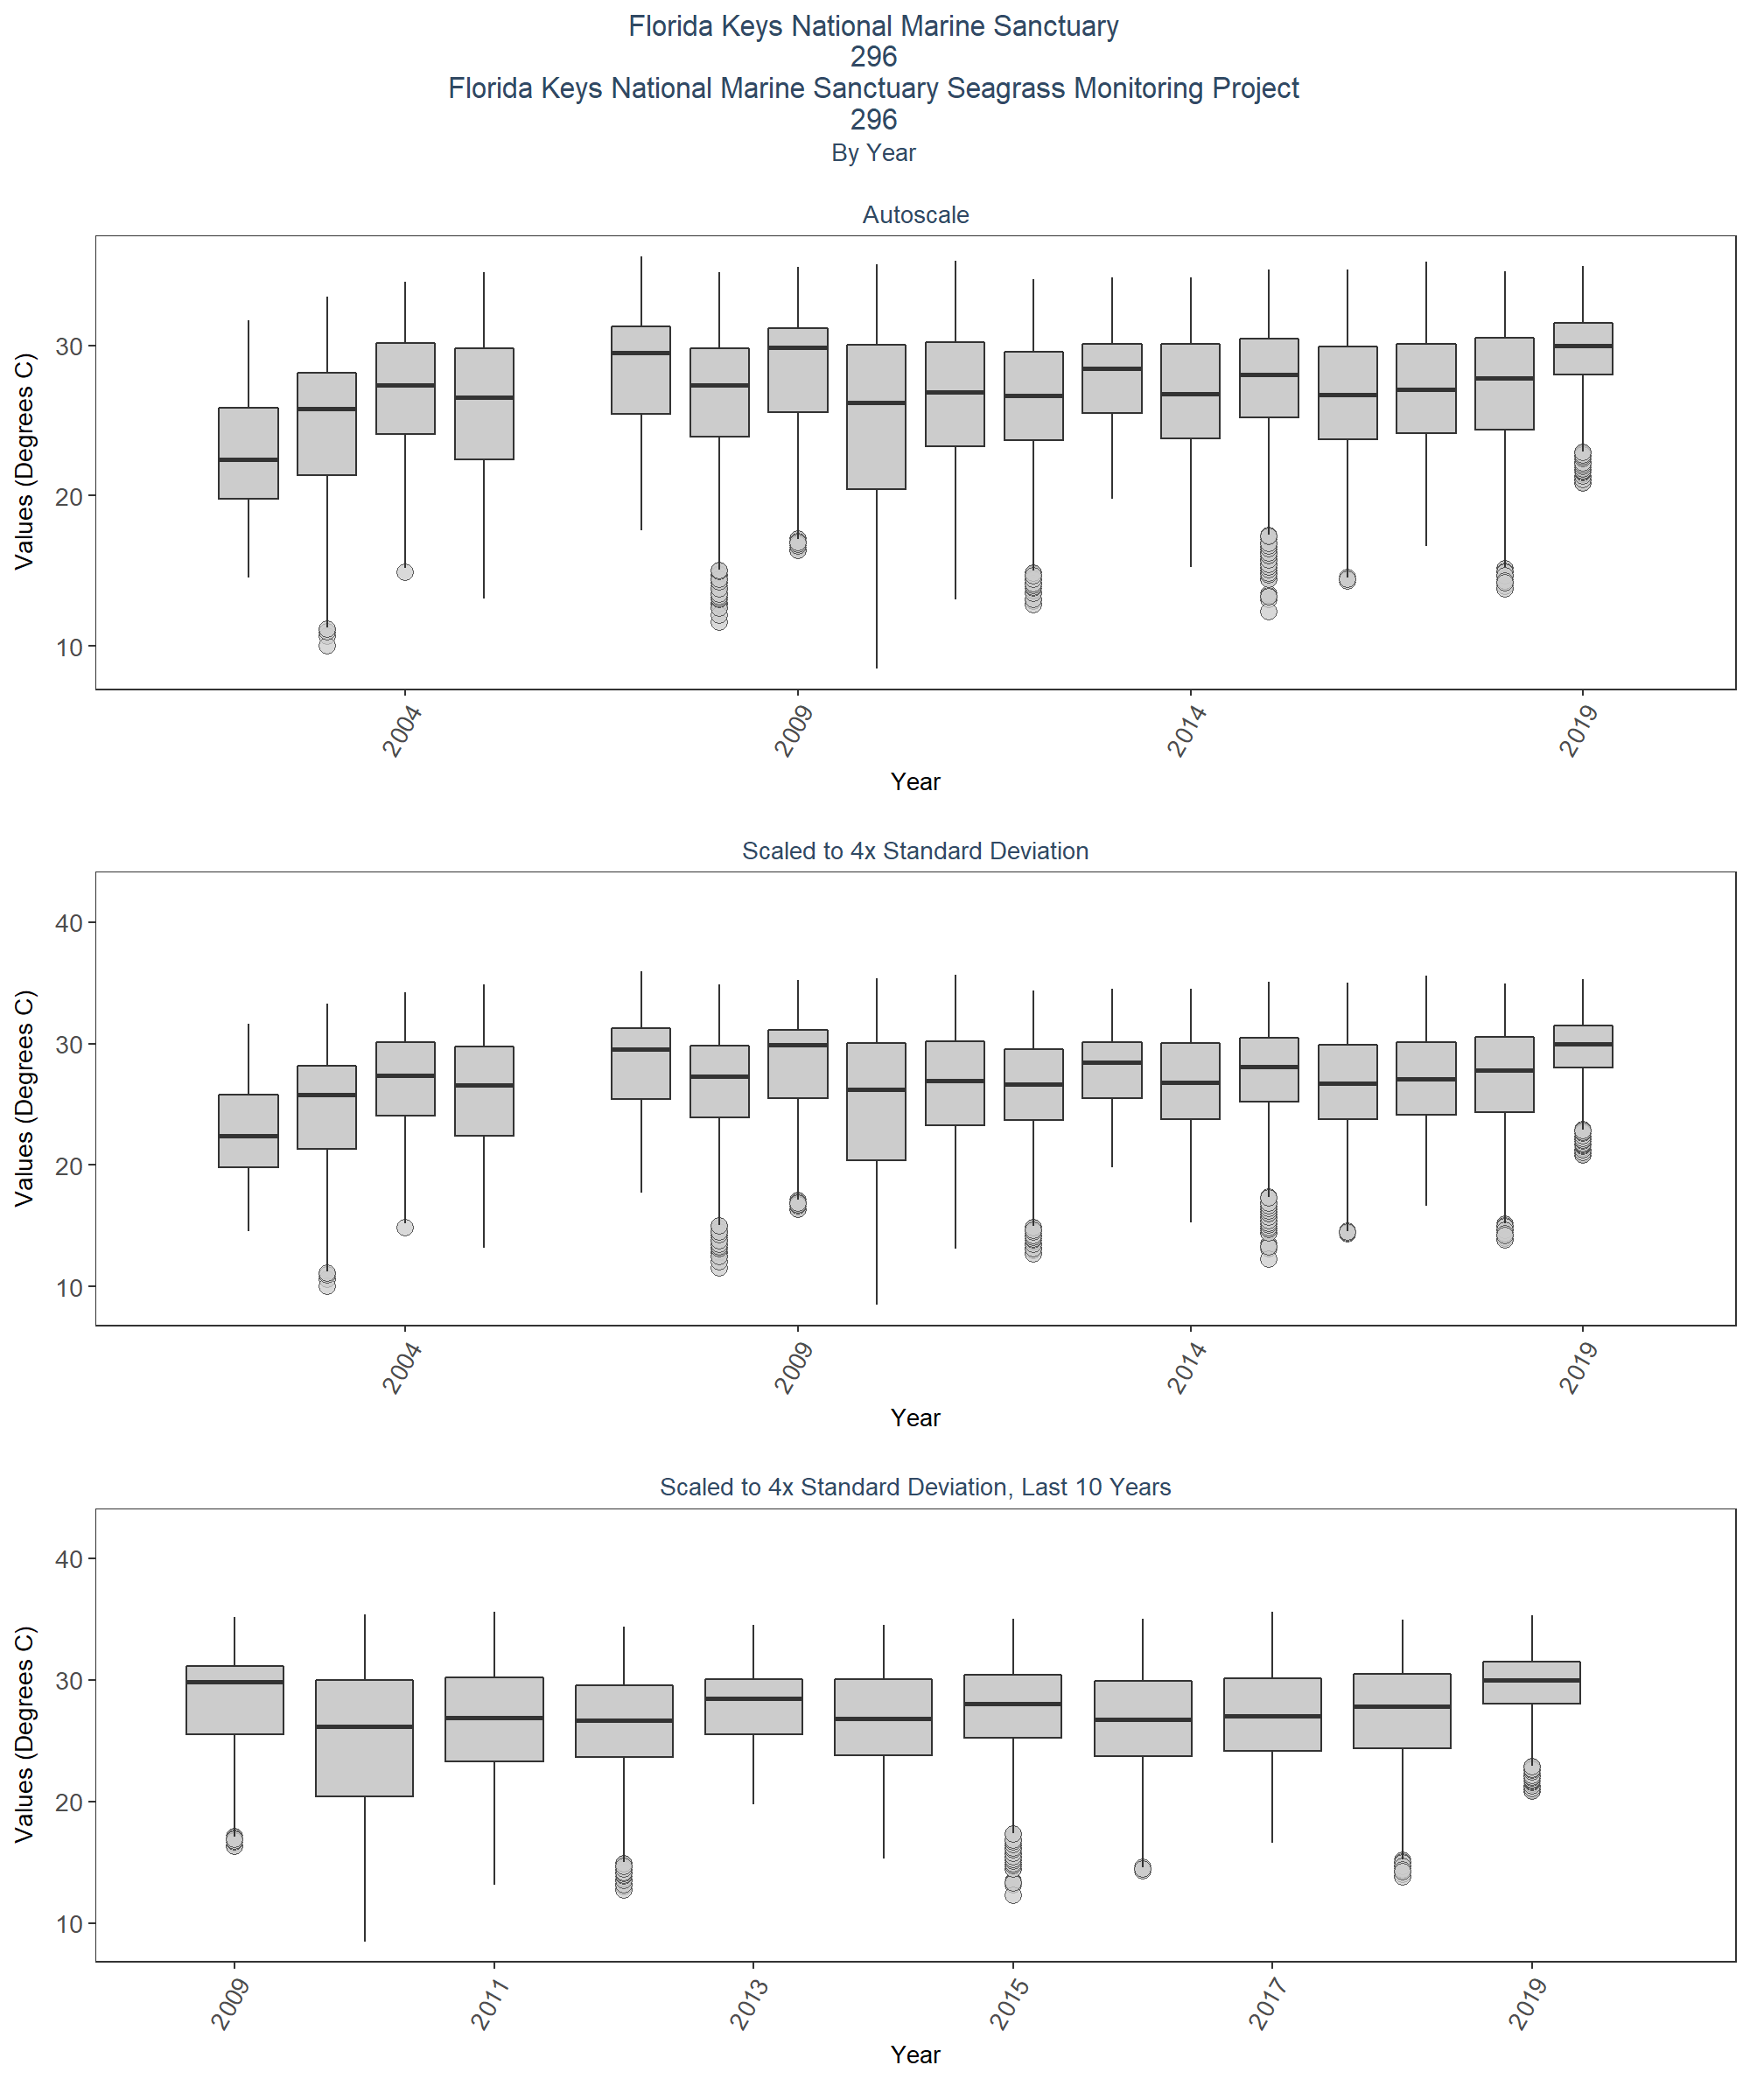 Florida Keys National Marine Sanctuary
296
Florida Keys National Marine Sanctuary Seagrass Monitoring Project
296
By Year
Autoscale
Values (Degrees C)
30
20
10
2004
2009
2014
2019
Year
Scaled to 4x Standard Deviation
Values (Degrees C)
40
30
20
10
2004
2009
2014
2019
Year
Scaled to 4x Standard Deviation, Last 10 Years
Values (Degrees C)
40
30
20
10
2009
2011
2013
2015
2017
2019
Year